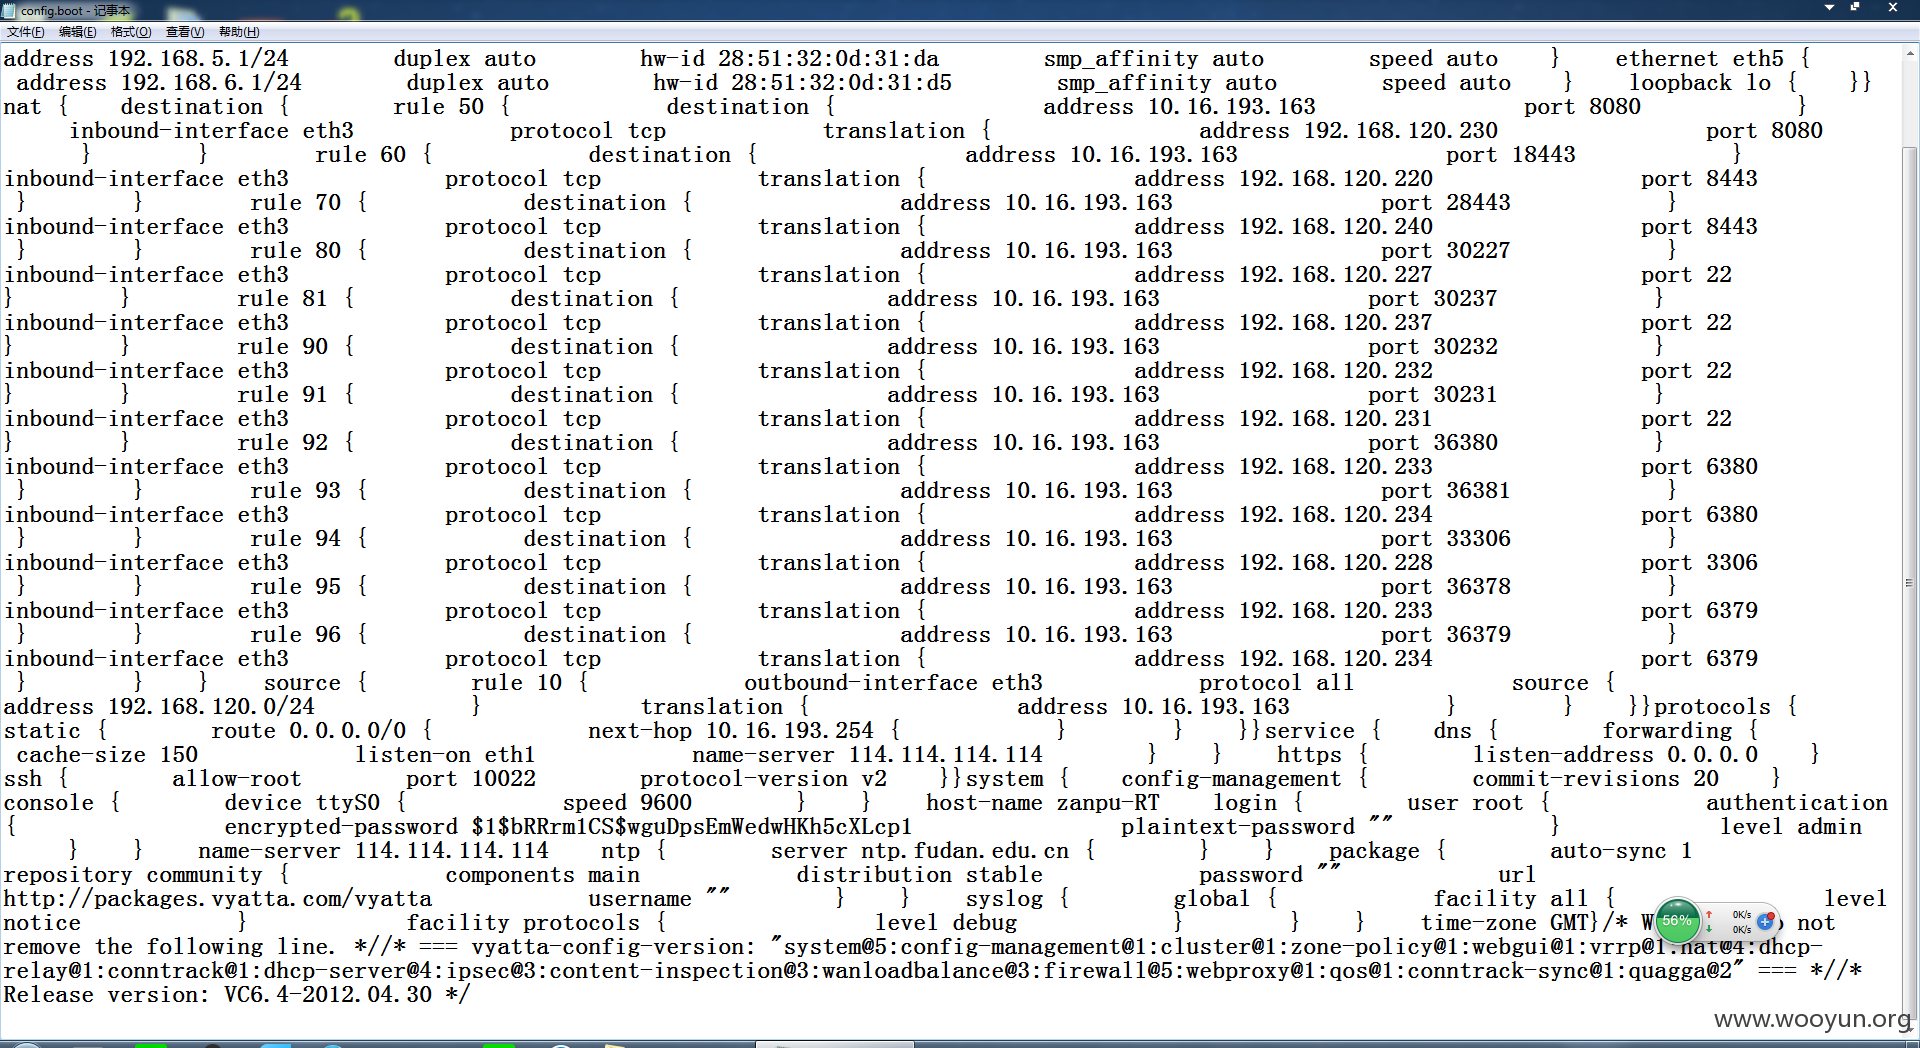 config.boot - 记事本
文件(F) 编辑(E) 格式(O) 查看(V) 帮助(H)
address 192.168.5.1/24 duplex auto hw-id 28:51:32:0d:31:da smp_affinity auto speed auto } ethernet eth5 {
address 192.168.6.1/24 duplex auto hw-id 28:51:32:0d:31:d5 smp_affinity auto speed auto } loopback lo { }}
nat { destination { rule 50 { destination { address 10.16.193.163 port 8080 }
inbound-interface eth3 protocol tcp translation { address 192.168.120.230 port 8080
} } rule 60 { destination { address 10.16.193.163 port 18443 }
inbound-interface eth3 protocol tcp translation { address 192.168.120.220 port 8443
} } rule 70 { destination { address 10.16.193.163 port 28443 }
inbound-interface eth3 protocol tcp translation { address 192.168.120.240 port 8443
} } rule 80 { destination { address 10.16.193.163 port 30227 }
inbound-interface eth3 protocol tcp translation { address 192.168.120.227 port 22
} } rule 81 { destination { address 10.16.193.163 port 30237 }
inbound-interface eth3 protocol tcp translation { address 192.168.120.237 port 22
} } rule 90 { destination { address 10.16.193.163 port 30232 }
inbound-interface eth3 protocol tcp translation { address 192.168.120.232 port 22
} } rule 91 { destination { address 10.16.193.163 port 30231 }
inbound-interface eth3 protocol tcp translation { address 192.168.120.231 port 22
} } rule 92 { destination { address 10.16.193.163 port 36380 }
inbound-interface eth3 protocol tcp translation { address 192.168.120.233 port 6380
} } rule 93 { destination { address 10.16.193.163 port 36381 }
inbound-interface eth3 protocol tcp translation { address 192.168.120.234 port 6380
} } rule 94 { destination { address 10.16.193.163 port 33306 }
inbound-interface eth3 protocol tcp translation { address 192.168.120.228 port 3306
} } rule 95 { destination { address 10.16.193.163 port 36378 }
inbound-interface eth3 protocol tcp translation { address 192.168.120.233 port 6379
} } rule 96 { destination { address 10.16.193.163 port 36379 }
inbound-interface eth3 protocol tcp translation { address 192.168.120.234 port 6379
} } } source { rule 10 { outbound-interface eth3 protocol all source {
address 192.168.120.0/24 } translation { address 10.16.193.163 } } }}protocols {
static { route 0.0.0.0/0 { next-hop 10.16.193.254 { } } }}service { dns { forwarding {
cache-size 150 listen-on eth1 name-server 114.114.114.114 } } https { listen-address 0.0.0.0 }
ssh { allow-root port 10022 protocol-version v2 }}system { config-management { commit-revisions 20 }
console { device ttyS0 { speed 9600 } } host-name zanpu-RT login { user root { authentication
{ encrypted-password $1$bRRrm1CS$wguDpsEmWedwHKh5cXLcp1 plaintext-password "" } level admin
} } name-server 114.114.114.114 ntp { server ntp.fudan.edu.cn { } } package { auto-sync 1
repository community { components main distribution stable password "" url
http://packages.vyatta.com/vyatta username "" } } syslog { global { facility all { level
notice } facility protocols { level debug } } } time-zone GMT}/* not
remove the following line. *//* === vyatta-config-version: "system@5:config-management@1:cluster@1:zone-policy@1:webgui@1:vrrp@1:nat@4:dhcp-
relay@1:conntrack@1:dhcp-server@4:ipsec@3:content-inspection@3:wanloadbalance@3:firewall@5:webproxy@1:qos@1:conntrack-sync@1:quagga@2" === *//*
Release version: VC6.4-2012.04.30 */
56% 0K/s
0K/s
www.wooyun.org